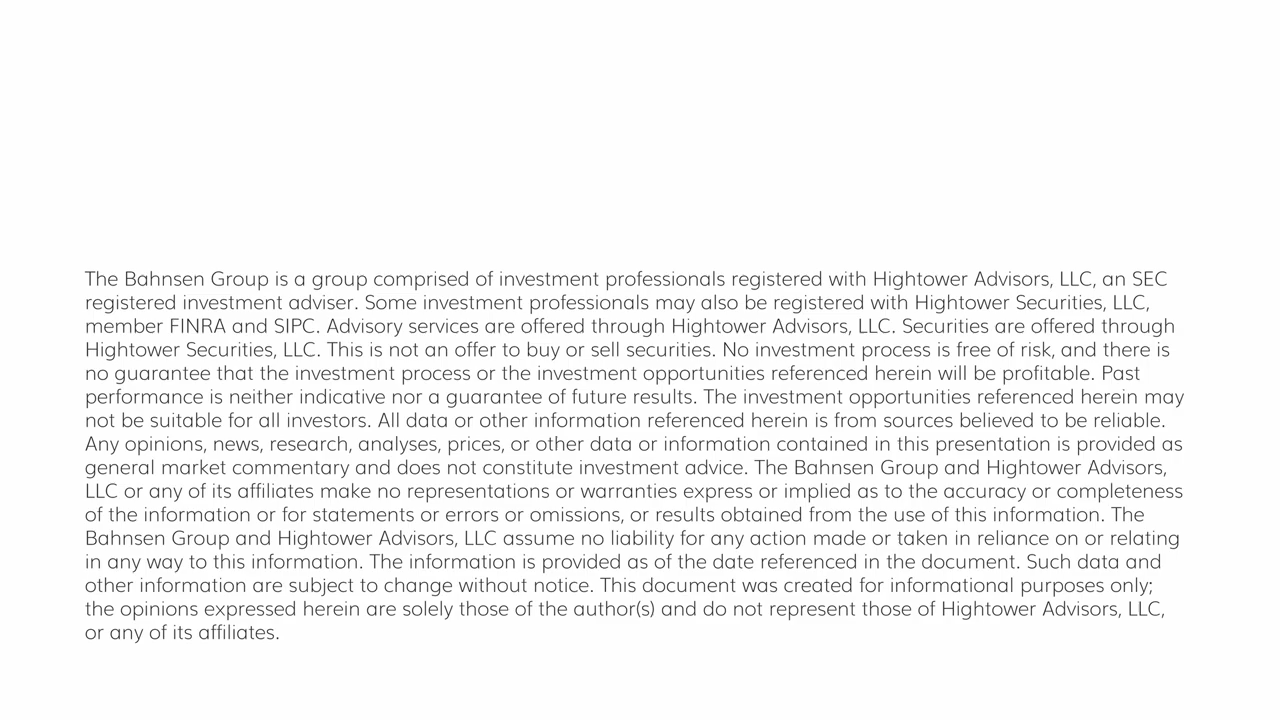 The Bahnsen Group is a group comprised of investment professionals registered with Hightower Advisors, LLC, an SEC
registered investment adviser. Some investment professionals may also be registered with Hightower Securities, LLC,
member FINRA and SIPC. Advisory services are offered through Hightower Advisors, LLC. Securities are offered through
Hightower Securities, LLC. This is not an offer to buy or sell securities. No investment process is free of risk, and there is
no guarantee that the investment process or the investment opportunities referenced herein will be profitable. Past
performance is neither indicative nor a guarantee of future results. The investment opportunities referenced herein may
not be suitable for all investors. All data or other information referenced herein is from sources believed to be reliable.
Any opinions, news, research, analyses, prices, or other data or information contained in this presentation is provided as
general market commentary and does not constitute investment advice. The Bahnsen Group and Hightower Advisors,
LLC or any of its affiliates make no representations or warranties express or implied as to the accuracy or completeness
of the information or for statements or errors or omissions, or results obtained from the use of this information. The
Bahnsen Group and Hightower Advisors, LLC assume no liability for any action made or taken in reliance on or relating
in any way to this information. The information is provided as of the date referenced in the document. Such data and
other information are subject to change without notice. This document was created for informational purposes only;
the opinions expressed herein are solely those of the author(s) and do not represent those of Hightower Advisors, LLC,
or any of its affiliates.